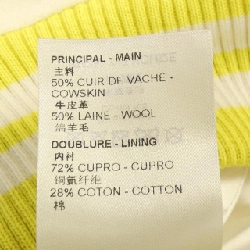 PRINCIPAL - MAIN
主料
50% CUIR DE VACHE -
COWSKIN
牛皮革
50% LAINE - WOOL
绵羊毛
DOUBLURE - LINING
内衬
72% CUPRO - CUPRO
铜氨纤维
28% COTON - COTTON
棉